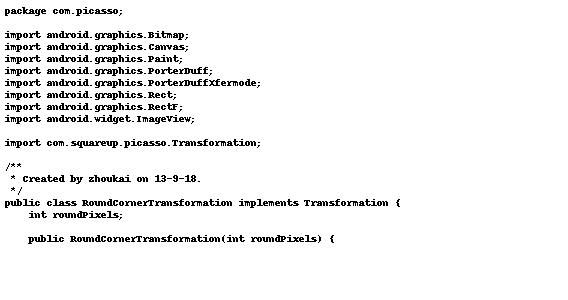 package com.picasso;

import android.graphics.Bitmap;
import android.graphics.Canvas;
import android.graphics.Paint;
import android.graphics.PorterDuff;
import android.graphics.PorterDuffXfermode;
import android.graphics.Rect;
import android.graphics.RectF;
import android.widget.ImageView;

import com.squareup.picasso.Transformation;

/**
 * Created by zhoukai on 13-9-18.
 */
public class RoundCornerTransformation implements Transformation {
    int roundPixels;

    public RoundCornerTransformation(int roundPixels) {